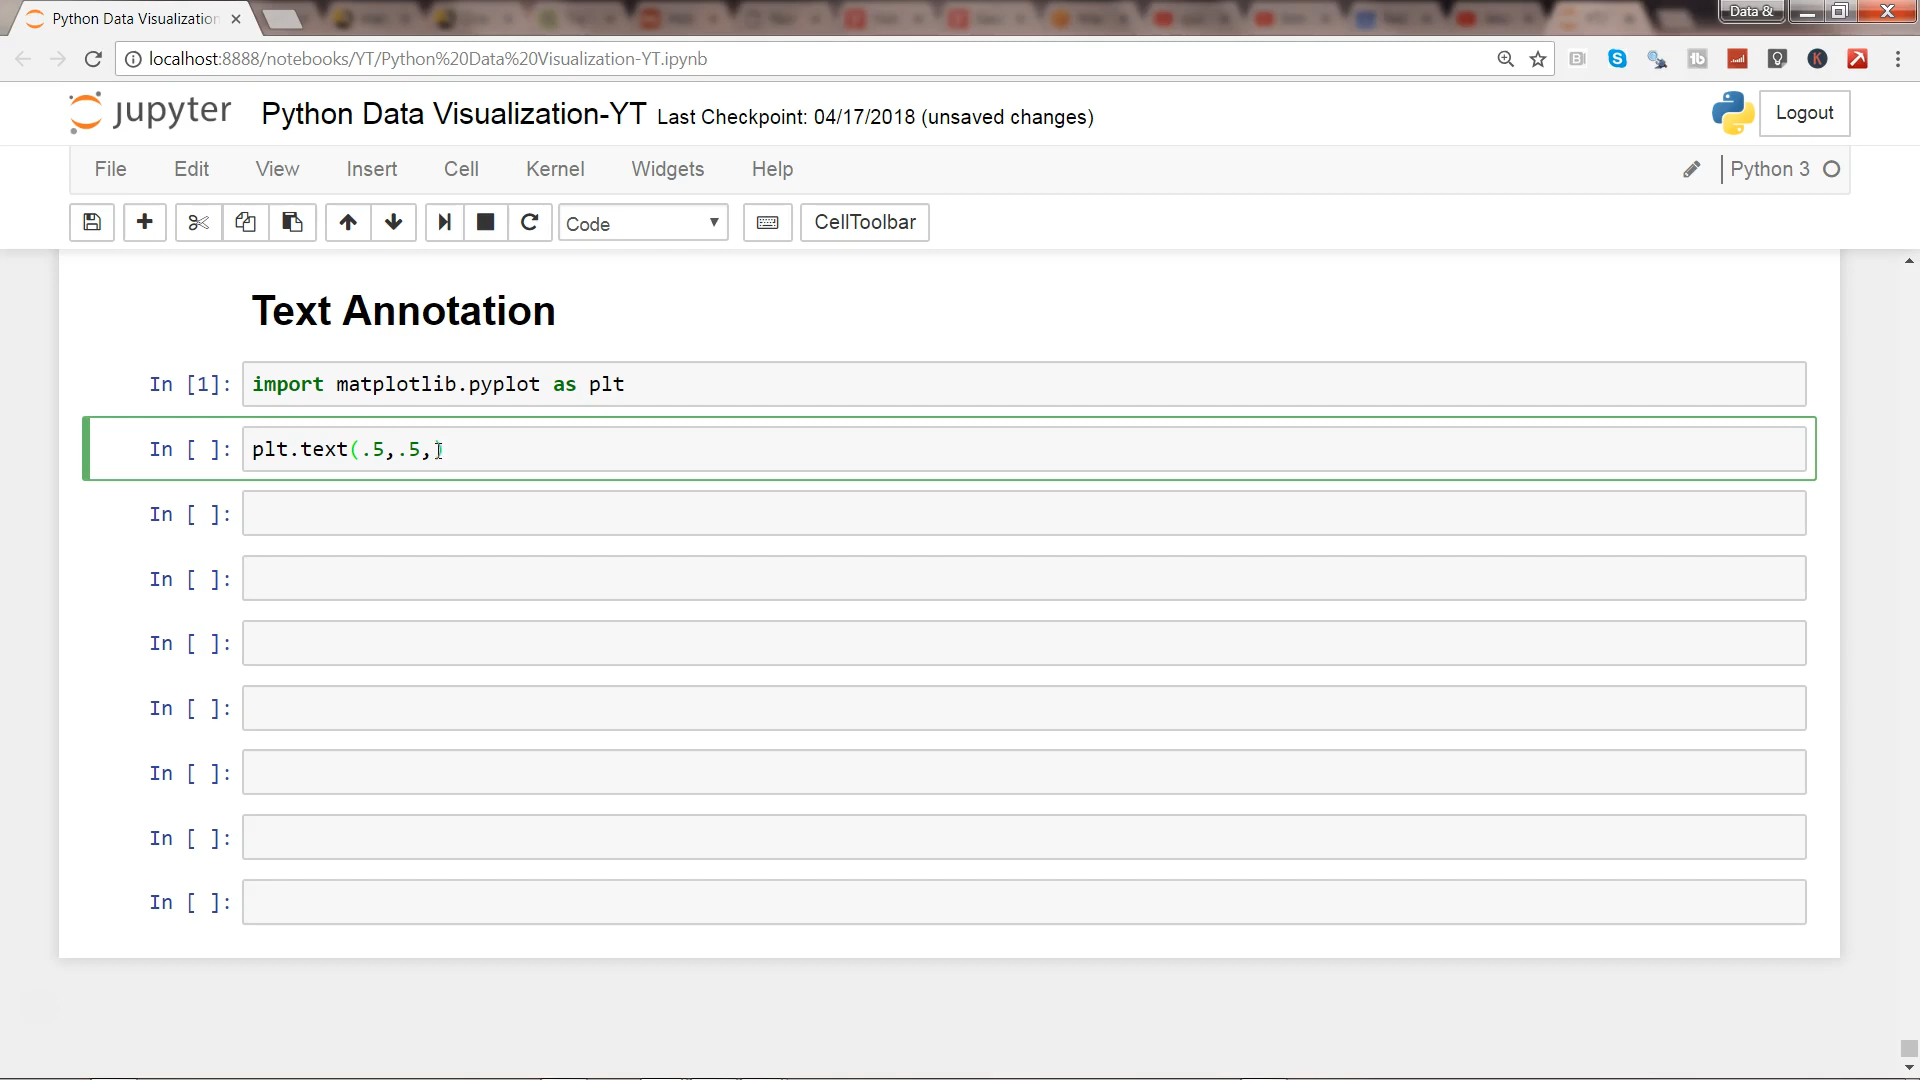 Python Data Visualization
Data &
localhost:8888/notebooks/YT/Python%20Data%20Visualization-YT.ipynb
jupyter Python Data Visualization-YT Last Checkpoint: 04/17/2018 (unsaved changes)
Logout
File Edit View Insert Cell Kernel Widgets Help
Python 3
Code
CellToolbar
Text Annotation
In [1]: import matplotlib.pyplot as plt
In [ ]: plt.text(.5,.5,)
In [ ]:
In [ ]:
In [ ]:
In [ ]:
In [ ]:
In [ ]:
In [ ]: